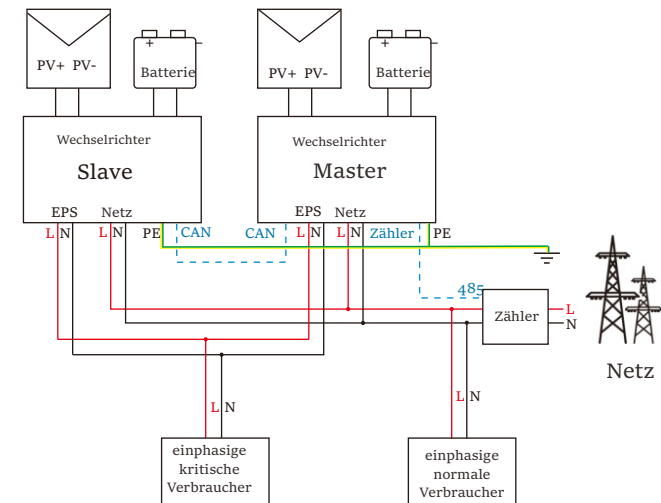 PV+ PV-
+ -
Batterie
PV+ PV-
+ -
Batterie
Wechselrichter
Slave
EPS Netz
Wechselrichter
Master
EPS Netz
L N
L N
PE
CAN
CAN
L N
L N
Zähler
PE
485
Zähler
L
N
Netz
L N
L N
einphasige
kritische
Verbraucher
einphasige
normale
Verbraucher